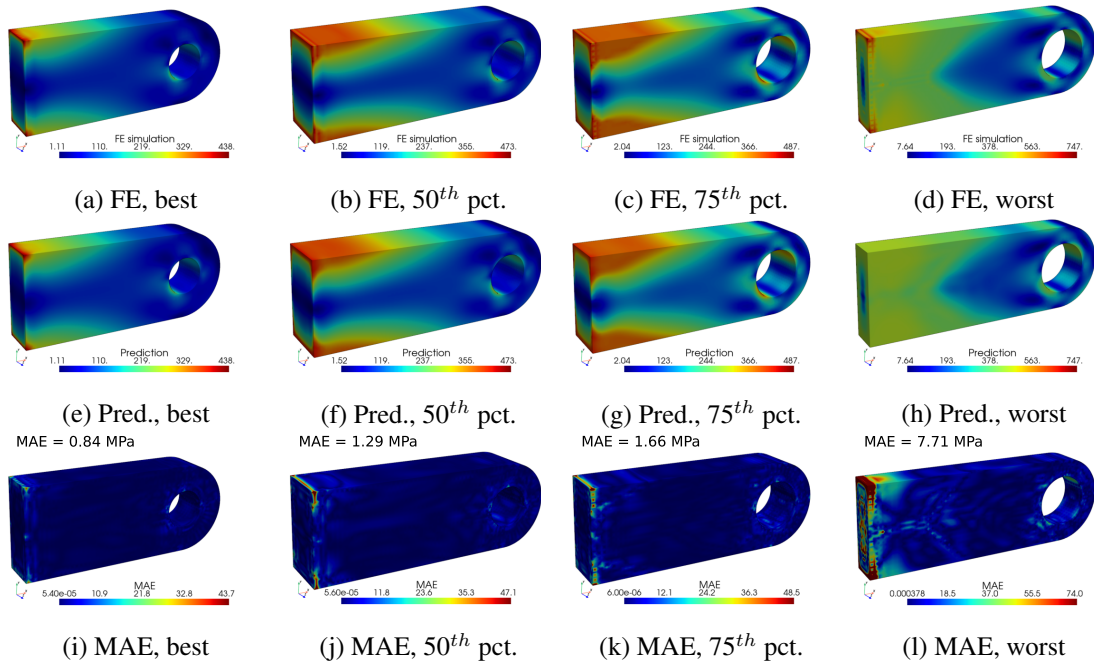 FE simulation
1.11 110. 219. 329. 438.
FE simulation
1.52 119. 237. 355. 473.
FE simulation
2.04 123. 244. 366. 487.
FE simulation
7.64 193. 378. 563. 747.
(a) FE, best
(b) FE, 50th pct.
(c) FE, 75th pct.
(d) FE, worst
Prediction
1.11 110. 219. 329. 438.
Prediction
1.52 119. 237. 355. 473.
Prediction
2.04 123. 244. 366. 487.
Prediction
7.64 193. 378. 563. 747.
(e) Pred., best
(f) Pred., 50th pct.
(g) Pred., 75th pct.
(h) Pred., worst
MAE = 0.84 MPa
MAE = 1.29 MPa
MAE = 1.66 MPa
MAE = 7.71 MPa
MAE
5.40e-05 10.9 21.8 32.8 43.7
MAE
5.60e-05 11.8 23.6 35.3 47.1
MAE
6.00e-06 12.1 24.2 36.3 48.5
MAE
0.000378 18.5 37.0 55.5 74.0
(i) MAE, best
(j) MAE, 50th pct.
(k) MAE, 75th pct.
(l) MAE, worst